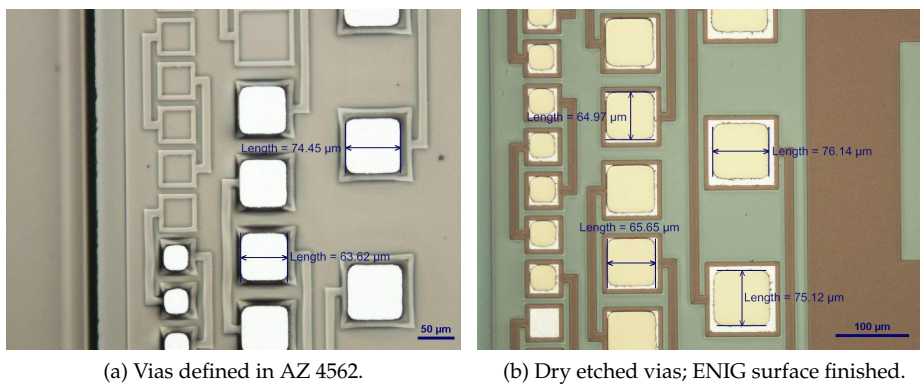 Length = 74.45 µm
Length = 63.62 µm
50 µm
Length = 64.97 µm
Length = 76.14 µm
Length = 65.65 µm
Length = 75.12 µm
100 µm
(a) Vias defined in AZ 4562.
(b) Dry etched vias; ENIG surface finished.